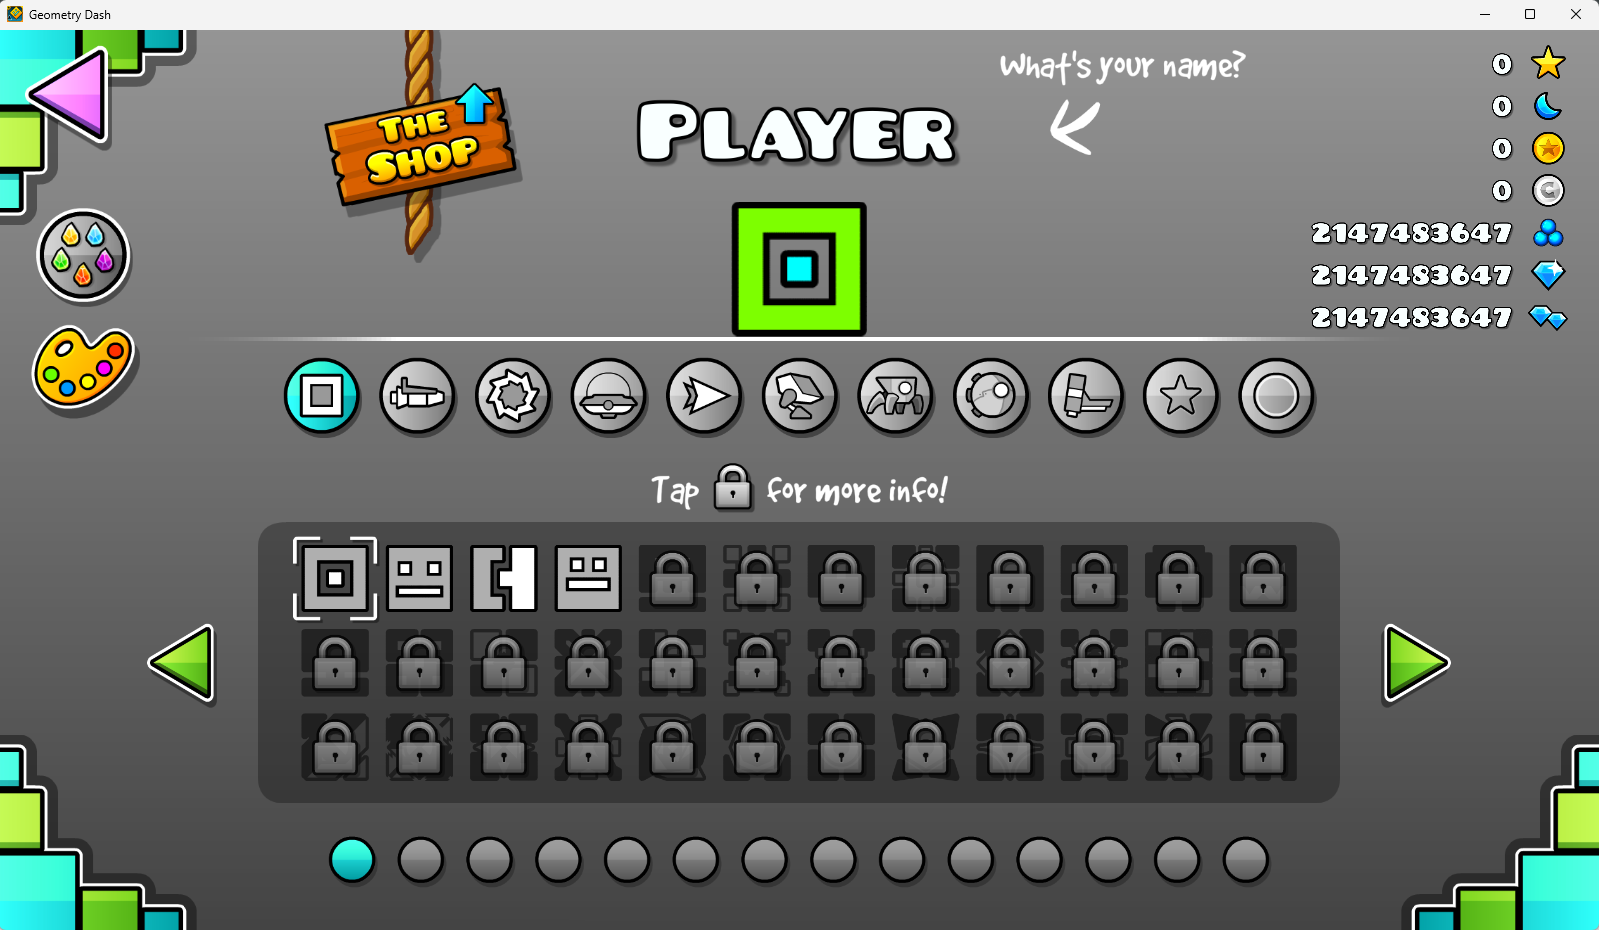 Geometry Dash
What's your name?
THE
SHOP
PLAYER
0
0
0
0
2147483647
2147483647
2147483647
Tap for more info!